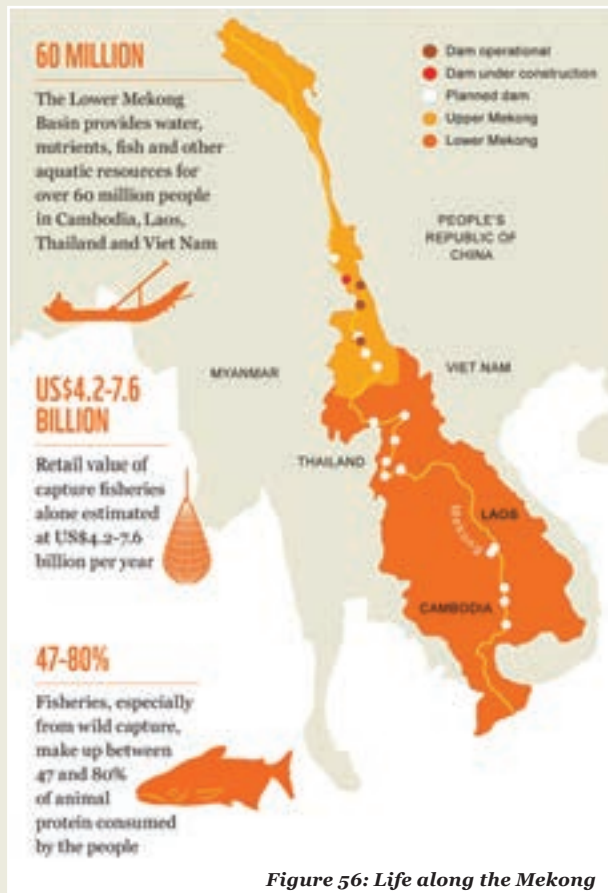 60 MILLION
The Lower Mekong
Basin provides water,
nutrients, fish and other
aquatic resources for
over 60 million people
in Cambodia, Laos,
Thailand and Viet Nam
US$4.2-7.6
BILLION
Retail value of
capture fisheries
alone estimated
at US$4.2-7.6
billion per year
47-80%
Fisheries, especially
from wild capture,
make up between
47 and 80%
of animal
protein consumed
by the people
Dam operational
Dam under construction
Planned dam
Upper Mekong
Lower Mekong
PEOPLE'S
REPUBLIC OF
CHINA
MYANMAR
VIET NAM
THAILAND
LAOS
Mekong
CAMBODIA
Figure 56: Life along the Mekong